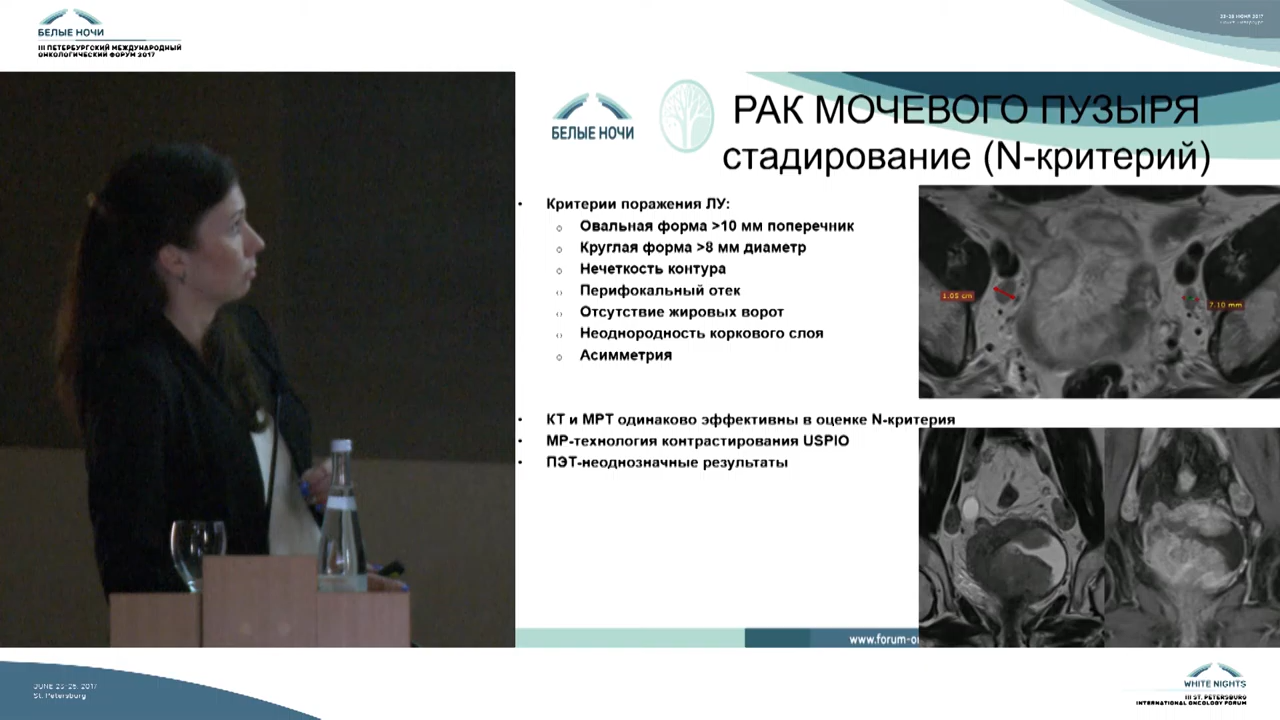 БЕЛЫЕ НОЧИ
III ПЕТЕРБУРГСКИЙ МЕЖДУНАРОДНЫЙ
ОНКОЛОГИЧЕСКИЙ ФОРУМ 2017
БЕЛЫЕ НОЧИ
РАК МОЧЕВОГО ПУЗЫРЯ
стадирование (N-критерий)
Критерии поражения ЛУ:
Овальная форма >10 мм поперечник
Круглая форма >8 мм диаметр
Нечеткость контура
Перифокальный отек
Отсутствие жировых ворот
Неоднородность коркового слоя
Асимметрия
1.05 cm
7.10 mm
КТ и МРТ одинаково эффективны в оценке N-критерия
МР-технология контрастирования USPIO
ПЭТ-неоднозначные результаты
www.forum-o
St. Petersburg
WHITE NIGHTS
III ST. PETERSBURG
INTERNATIONAL ONCOLOGY FORUM